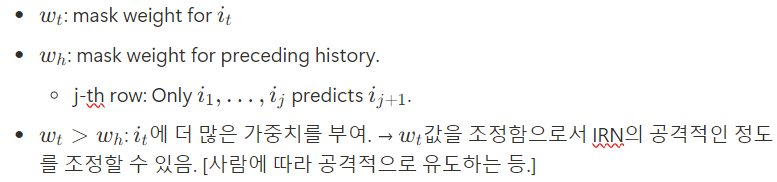 • w_t: mask weight for i_t
• w_h: mask weight for preceding history.
○ j-th row: Only i_1, . . . , i_j predicts i_{j+1}.
• w_t > w_h: i_t에 더 많은 가중치를 부여. → w_t값을 조정함으로서 IRN의 공격적인 정도
를 조정할 수 있음. [사람에 따라 공격적으로 유도하는 등.]